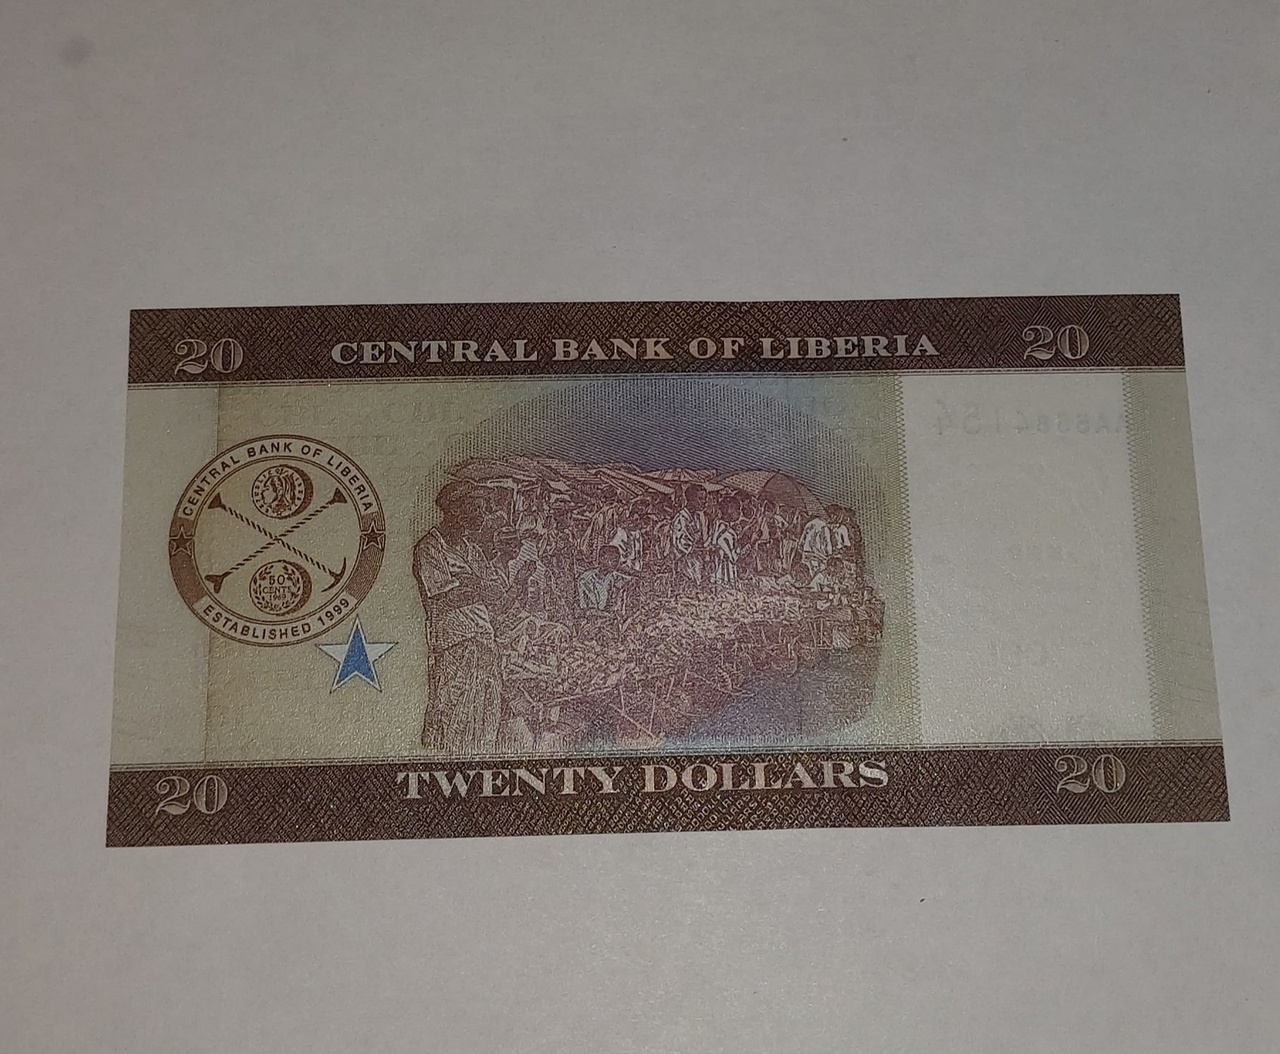 20 CENTRAL BANK OF LIBERIA 20
CENTRAL BANK OF LIBERIA
50
CENTS
ESTABLISHED 1999
20 TWENTY DOLLARS 20